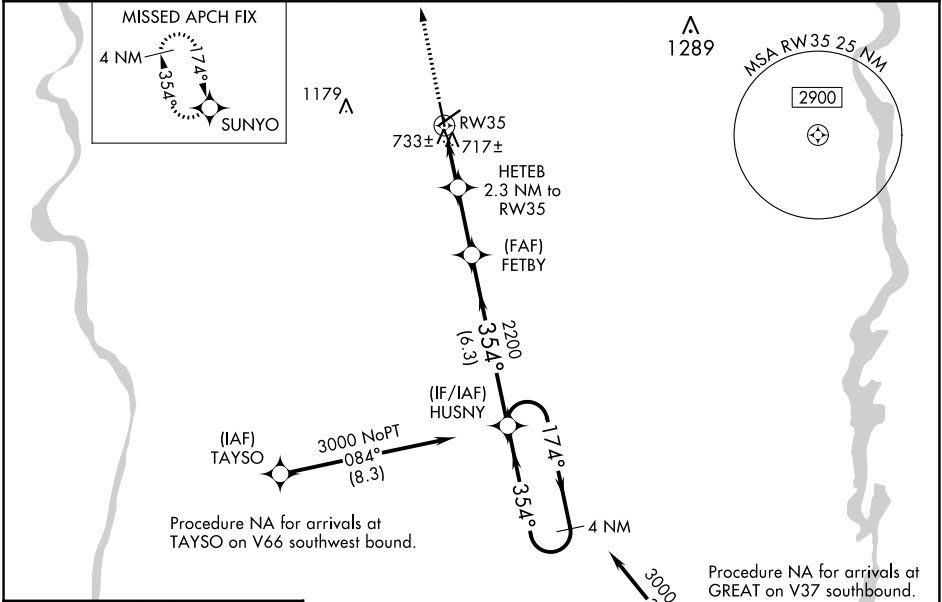 MISSED APCH FIX
4 NM
174°
354°
SUNYO
1179
1289
MSA RW35 25 NM
2900
RW35
733±
717±
HETEB
2.3 NM to
RW35
(FAF)
FETBY
2200
354°
(6.3)
(IF/IAF)
HUSNY
(IAF)
TAYSO
3000 NoPT
084°
(8.3)
174°
354°
4 NM
Procedure NA for arrivals at
TAYSO on V66 southwest bound.
3000
Procedure NA for arrivals at
GREAT on V37 southbound.